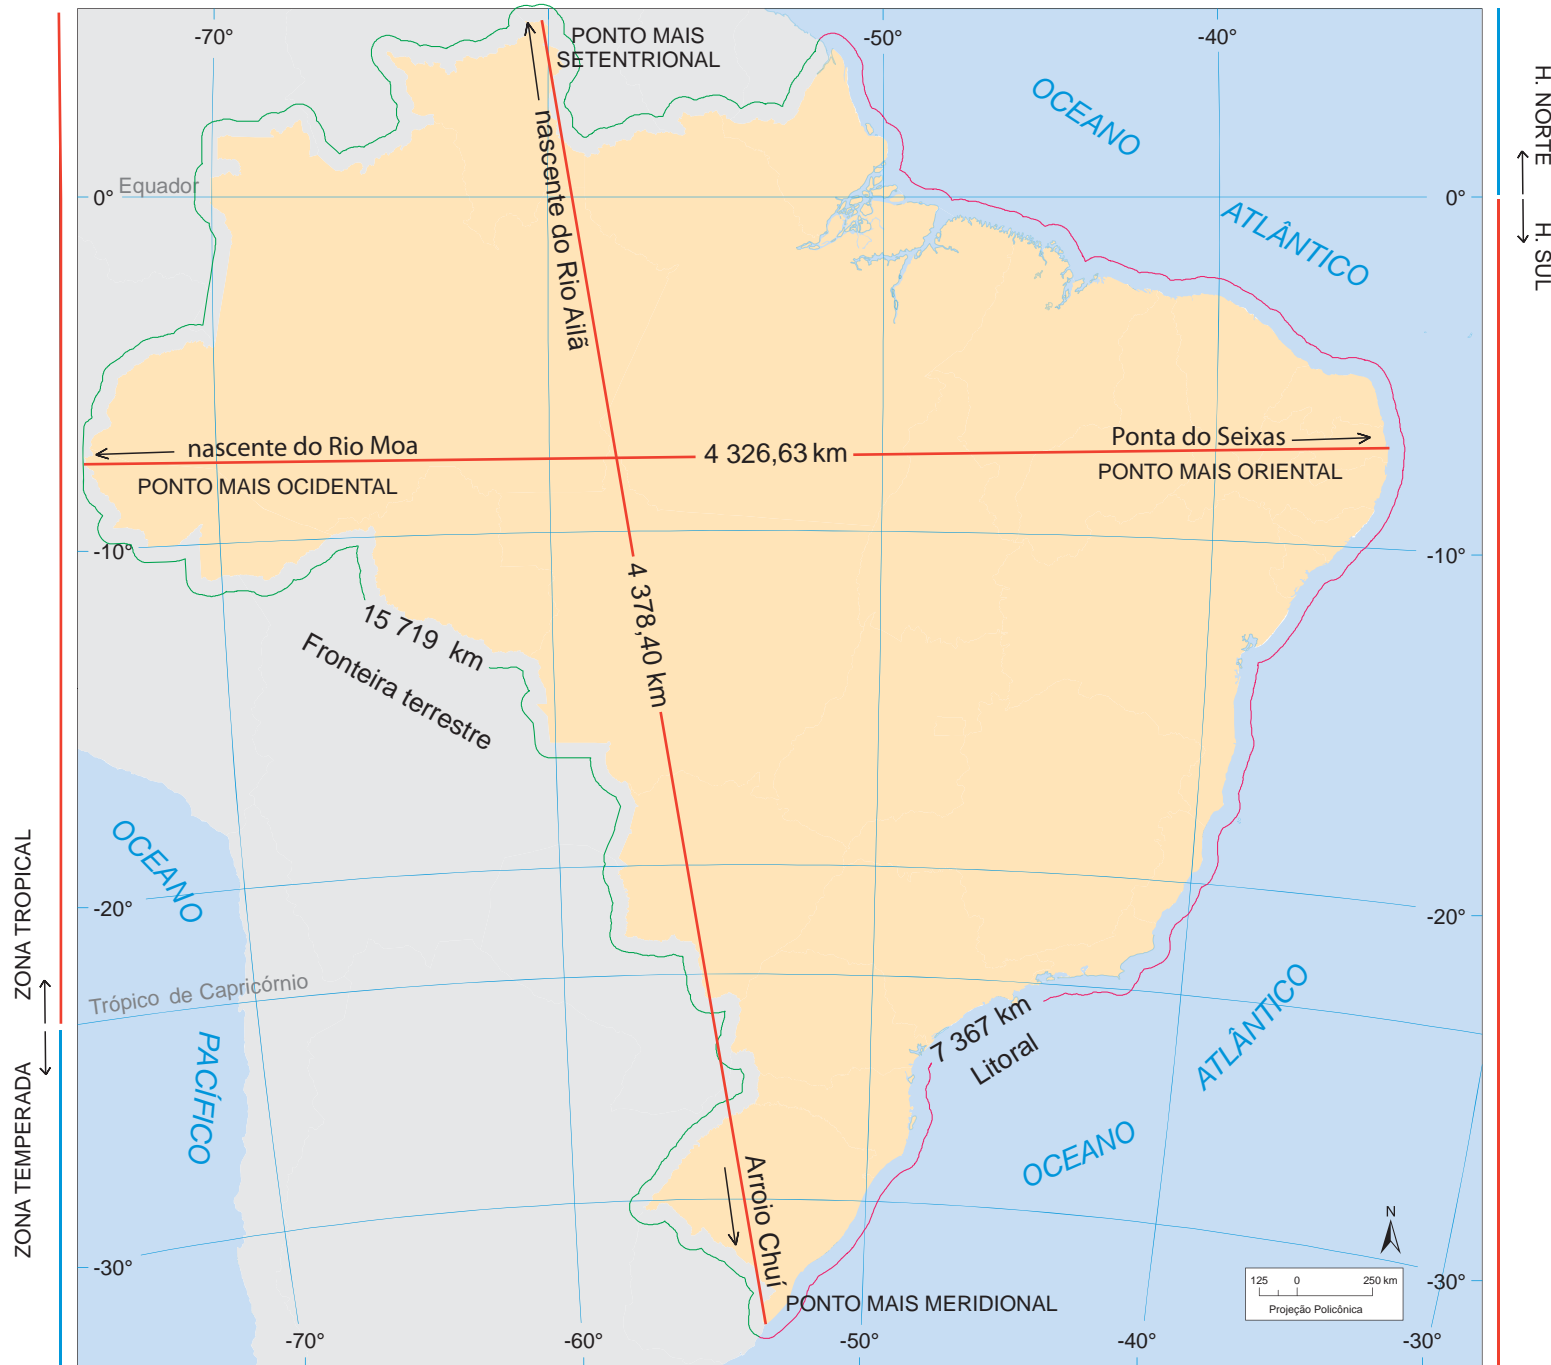 -70°
PONTO MAIS
SETENTRIONAL
-50°
-40°
OCEANO
ATLÂNTICO
H. NORTE
H. SUL
Equador
0°
0°
nascente do Rio Ailã
nascente do Rio Moa
PONTO MAIS OCIDENTAL
4 326,63 km
Ponta do Seixas
PONTO MAIS ORIENTAL
-10°
-10°
4 378,40 km
15 719 km
Fronteira terrestre
OCEANO
PACÍFICO
ZONA TROPICAL
ZONA TEMPERADA
-20°
-20°
Trópico de Capricórnio
7 367 km
Litoral
OCEANO
ATLÂNTICO
Arroio Chuí
PONTO MAIS MERIDIONAL
N
125 0 250 km
Projeção Policônica
-30°
-30°
-70°
-60°
-50°
-40°
-30°